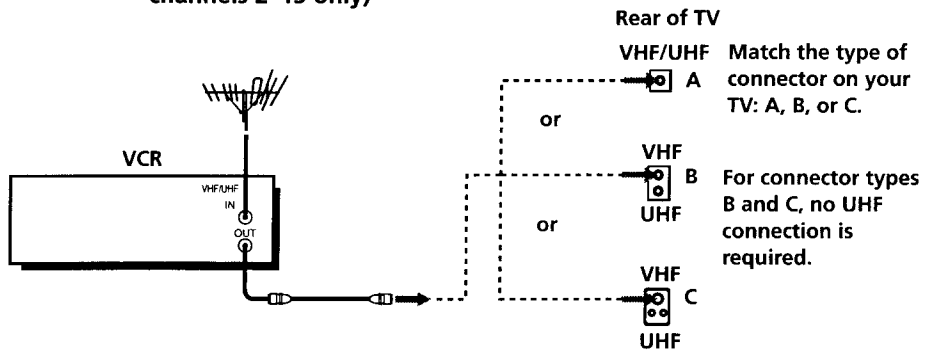 Rear of TV
VHF/UHF
A
Match the type of
connector on your
TV: A, B, or C.
or
VCR
VHF/UHF
IN
OUT
VHF
B
UHF
For connector types
B and C, no UHF
connection is
required.
or
VHF
C
UHF